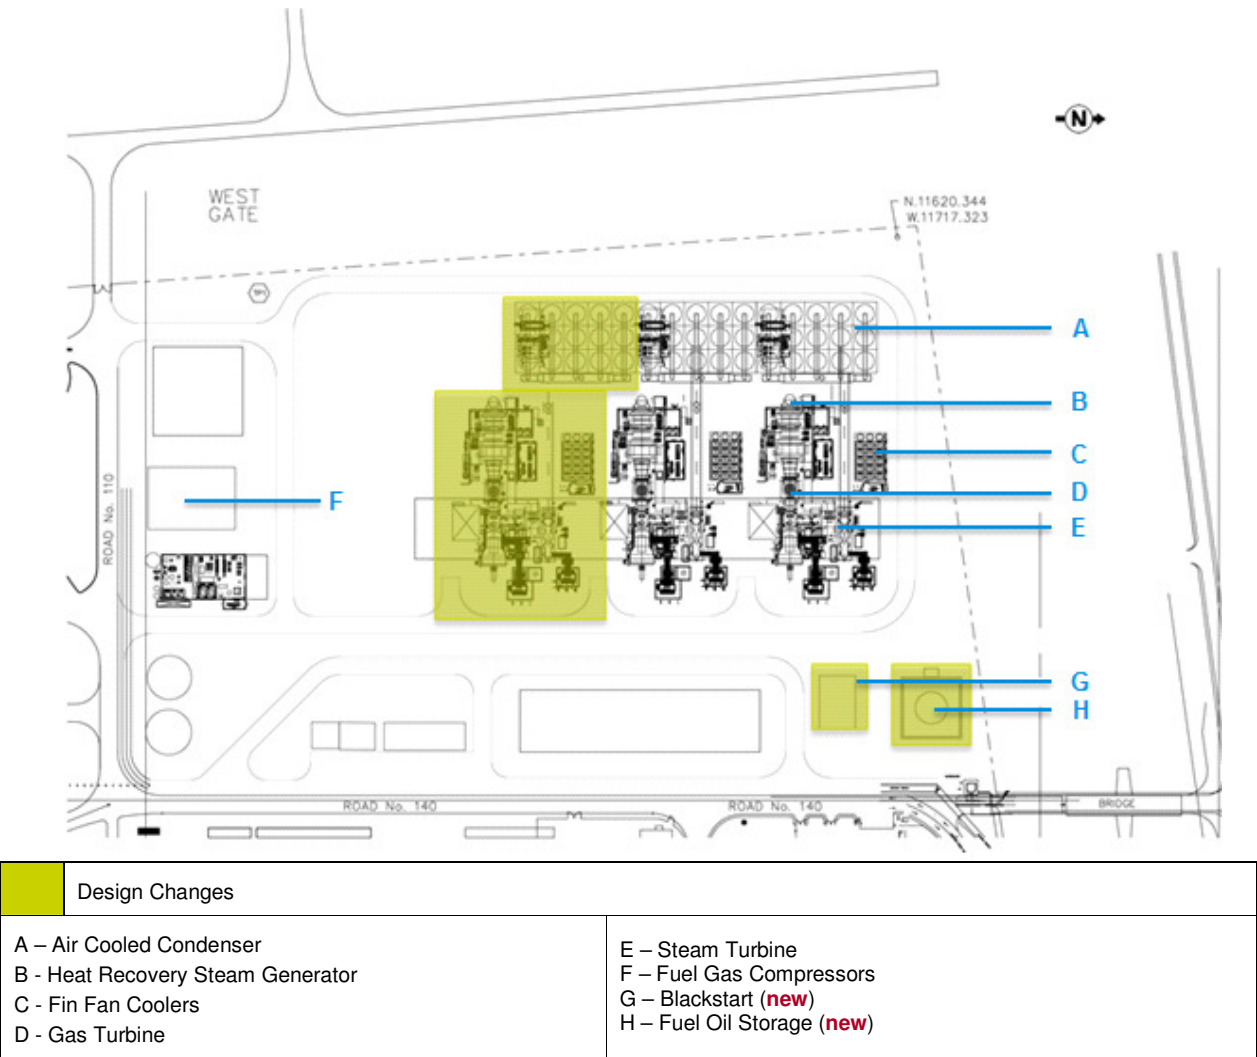 N
WEST
GATE
N.11620.344
W.11717.323
TP1
A
B
C
D
E
F
ROAD No. 110
G
H
ROAD No. 140
ROAD No. 140
BRIDGE
Design Changes
A – Air Cooled Condenser
B - Heat Recovery Steam Generator
C - Fin Fan Coolers
D - Gas Turbine
E – Steam Turbine
F – Fuel Gas Compressors
G – Blackstart (new)
H – Fuel Oil Storage (new)